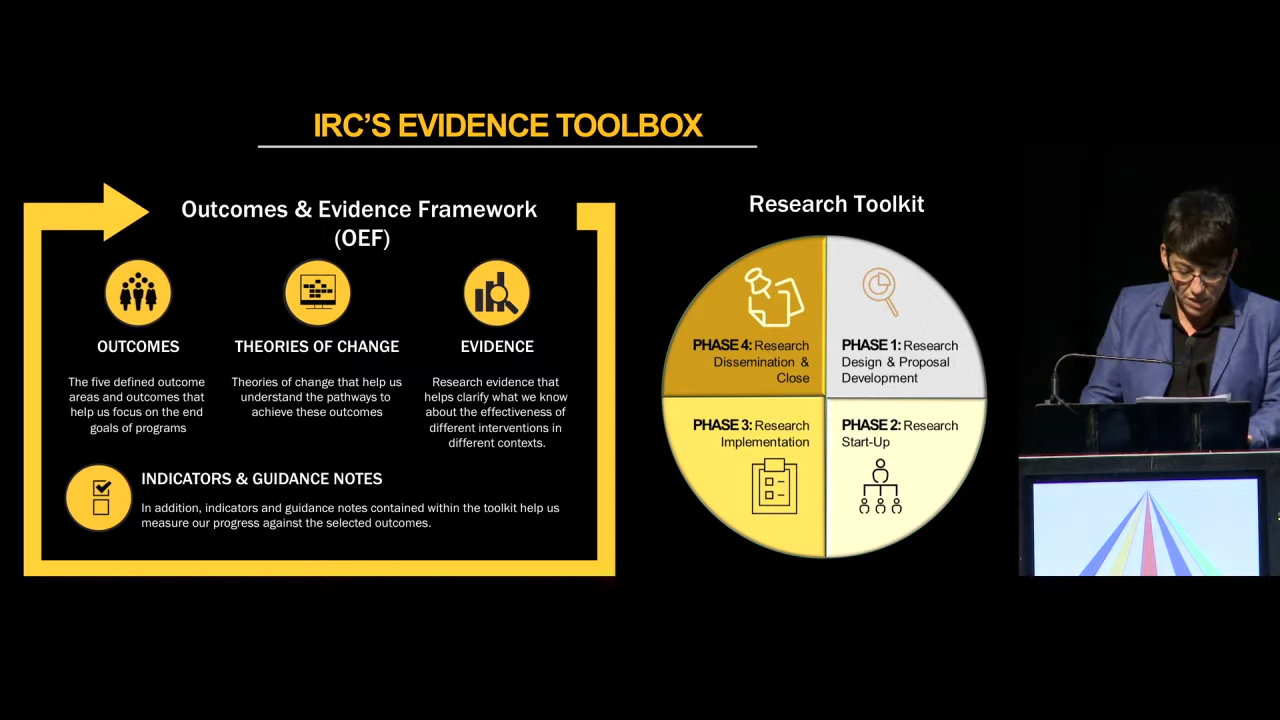 IRC'S EVIDENCE TOOLBOX
Outcomes & Evidence Framework
(OEF)
OUTCOMES
The five defined outcome
areas and outcomes that
help us focus on the end
goals of programs
THEORIES OF CHANGE
Theories of change that help us
understand the pathways to
achieve these outcomes
EVIDENCE
Research evidence that
helps clarify what we know
about the effectiveness of
different interventions in
different contexts.
INDICATORS & GUIDANCE NOTES
In addition, indicators and guidance notes contained within the toolkit help us
measure our progress against the selected outcomes.
Research Toolkit
PHASE 4: Research
Dissemination &
Close
PHASE 1: Research
Design & Proposal
Development
PHASE 3: Research
Implementation
PHASE 2: Research
Start-Up